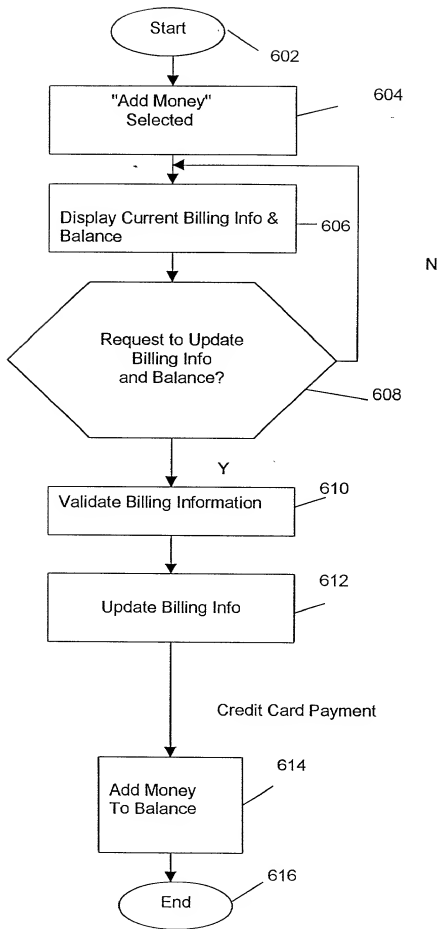 Start
602
"Add Money"
Selected
604
Display Current Billing Info &
Balance
606
N
Request to Update
Billing Info
and Balance?
608
Y
Validate Billing Information
610
Update Billing Info
612
Credit Card Payment
Add Money
To Balance
614
End
616